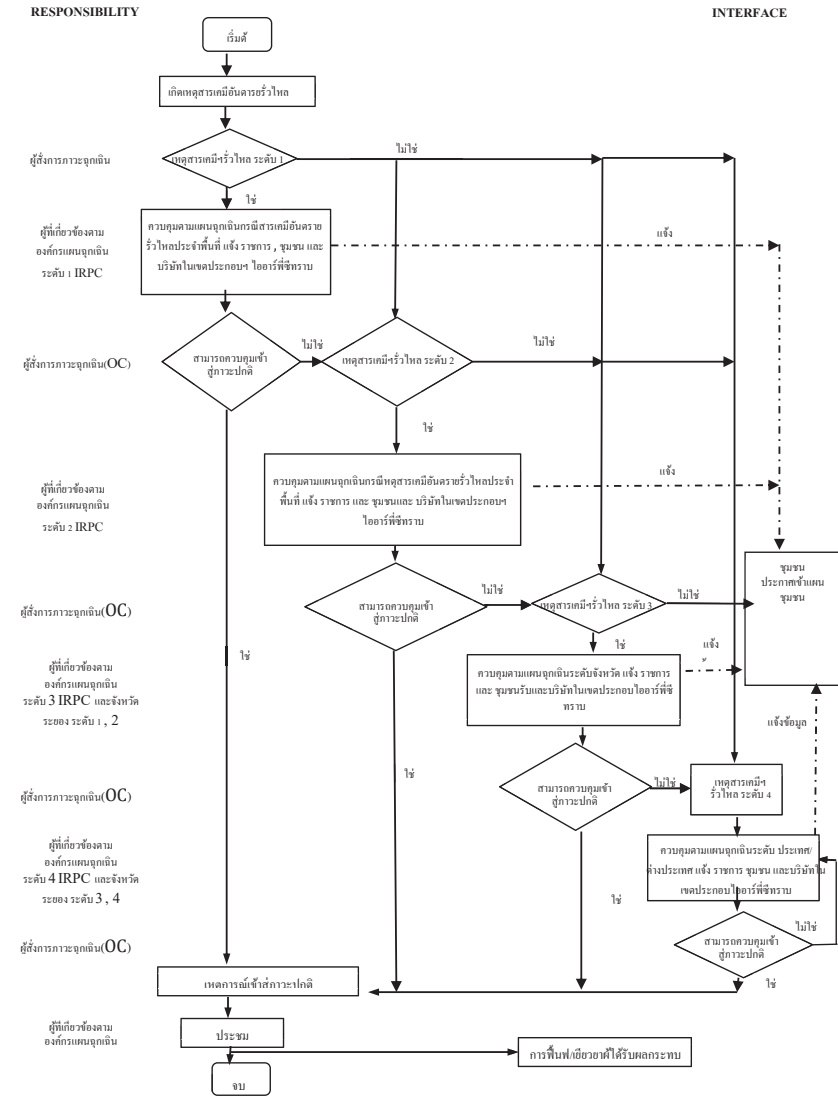 RESPONSIBILITY
INTERFACE
เริ่มต้
เกิดเหตุสารเคมีอันตารยรั่วไหล
ผู้สั่งการภาวะฉุกเฉิน
เหตุสารเคมีฯรั่วไหล ระดับ 1
ไม่ใช่
ใช่
ผู้ที่เกี่ยวข้องตาม
องค์กรแผนฉุกเฉิน
ระดับ 1 IRPC
ควบคุมตามแผนฉุกเฉินกรณีสารเคมีอันตราย
รั่วไหลประจำพื้นที่ แจ้ง ราชการ , ชุมชน และ
บริษัทในเขตประกอบฯ ไออาร์พี่ซีทราบ
แจ้ง
ผู้สั่งการภาวะฉุกเฉิน(OC)
สามารถควบคุมเข้า
สู่ภาวะปกติ
ไม่ใช่
เหตุสารเคมีฯรั่วไหล ระดับ 2
ไม่ใช่
ใช่
ผู้ที่เกี่ยวข้องตาม
องค์กรแผนฉุกเฉิน
ระดับ 2 IRPC
ควบคุมตามแผนฉุกเฉินกรณีหตุสารเคมีอันตรายรั่วไหลประจำ
พื้นที่ แจ้ง ราชการ และ ชุมชนและ บริษัทในเขตประกอบฯ
ไออาร์พี่ซีทราบ
แจ้ง
ชุมชน
ประกาศเข้าแผน
ชุมชน
ผู้สั่งการภาวะฉุกเฉิน(OC)
สามารถควบคุมเข้า
สู่ภาวะปกติ
ไม่ใช่
เหตุสารเคมีฯรั่วไหล ระดับ 3
ไม่ใช่
ใช่
ใช่
แจ้ง
ผู้ที่เกี่ยวข้องตาม
องค์กรแผนฉุกเฉิน
ระดับ 3 IRPC และจังหวัด
ระยอง ระดับ 1 , 2
ควบคุมตามแผนฉุกเฉินระดับจังหวัด แจ้ง ราชการ
และ ชุมชนรับและบริษัทในเขตประกอบไออาร์พี่ซี
ทราบ
แจ้งข้อมูล
ใช่
ผู้สั่งการภาวะฉุกเฉิน(OC)
สามารถควบคุมเข้า
สู่ภาวะปกติ
ไม่ใช่
เหตุสารเคมีฯ
รั่วไหล ระดับ 4
ผู้ที่เกี่ยวข้องตาม
องค์กรแผนฉุกเฉิน
ระดับ 4 IRPC และจังหวัด
ระยอง ระดับ 3 , 4
ควบคุมตามแผนฉุกเฉินระดับ ประเทศ/
ต่างประเทศ แจ้ง ราชการ ชุมชน และบริษัทใน
เขตประกอบไออาร์พี่ซีทราบ
ใช่
ไม่ใช่
ผู้สั่งการภาวะฉุกเฉิน(OC)
สามารถควบคุมเข้า
สู่ภาวะปกติ
ใช่
เหตการณ์เข้าส่ภาวะปกติ
ผู้ที่เกี่ยวข้องตาม
องค์กรแผนฉุกเฉิน
ประชม
การฟื้นฟ/เยียวยาผ้ได้รับผลกระทบ
จบ